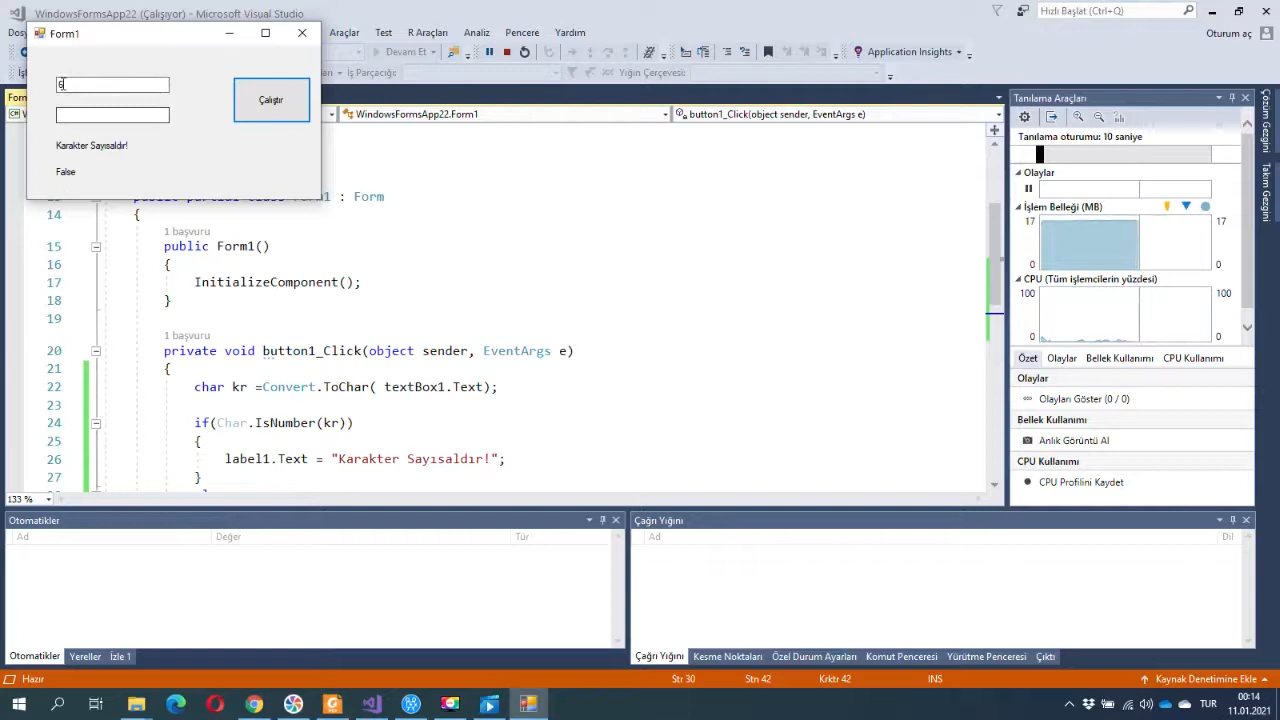 WindowsFormsApp22 (Çalışıyor) - Microsoft Visual Studio
Hızlı Başlat (Ctrl+Q)
Form1
Araçlar Test R Araçları Analiz Pencere Yardım
Oturum aç
Devam Et
Application Insights
İş Parçacığı
Yığın Çerçevesi:
6
Çalıştır
Karakter Sayısaldır!
False
WindowsFormsApp22.Form1
button1_Click(object sender, EventArgs e)
Form1 : Form
14 {
1 başvuru
15 public Form1()
16 {
17 InitializeComponent();
18 }
19
1 başvuru
20 private void button1_Click(object sender, EventArgs e)
21 {
22 char kr =Convert.ToChar( textBox1.Text);
23
24 if(Char.IsNumber(kr))
25 {
26 label1.Text = "Karakter Sayısaldır!";
27 }
133 %
Tanılama Araçları
Tanılama oturumu: 10 saniye
Olaylar
İşlem Belleği (MB)
17 17
0 0
CPU (Tüm işlemcilerin yüzdesi)
100 100
0 0
Özet Olaylar Bellek Kullanımı CPU Kullanımı
Olaylar
Olayları Göster (0 / 0)
Bellek Kullanımı
Anlık Görüntü Al
CPU Kullanımı
CPU Profilini Kaydet
Çözüm Gezgini
Takım Gezgini
Otomatikler
Ad Değer Tür
Otomatikler Yereller İzle 1
Çağrı Yığını
Ad Dil
Çağrı Yığını Kesme Noktaları Özel Durum Ayarları Komut Penceresi Yürütme Penceresi Çıktı
Hazır Str 30 Stn 42 Krktr 42 INS Kaynak Denetimine Ekle
TUR
00:14
11.01.2021